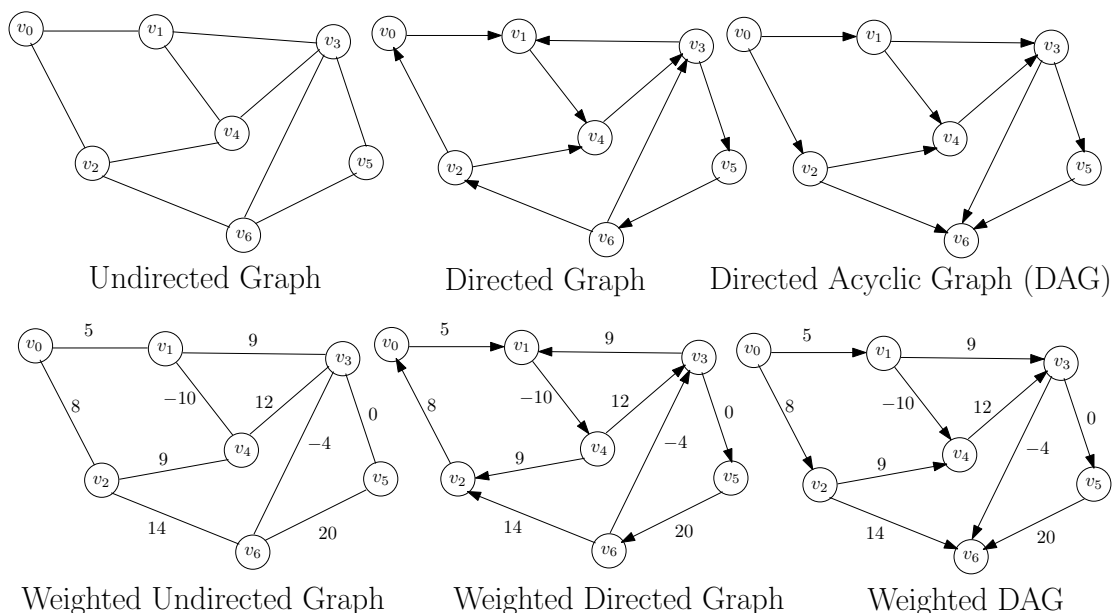 v0 v1 v3 v4 v2 v5 v6
Undirected Graph
v0 v1 v3 v4 v2 v5 v6
Directed Graph
v0 v1 v3 v4 v2 v5 v6
Directed Acyclic Graph (DAG)
v0 5 v1 9 v3
8 −10 12 0
v4 −4
v2 9 v5
14 20
v6
Weighted Undirected Graph
v0 5 v1 9 v3
8 −10 12 0
v4 −4
v2 9 v5
14 20
v6
Weighted Directed Graph
v0 5 v1 9 v3
8 −10 12 0
v4 −4
v2 9 v5
14 20
v6
Weighted DAG